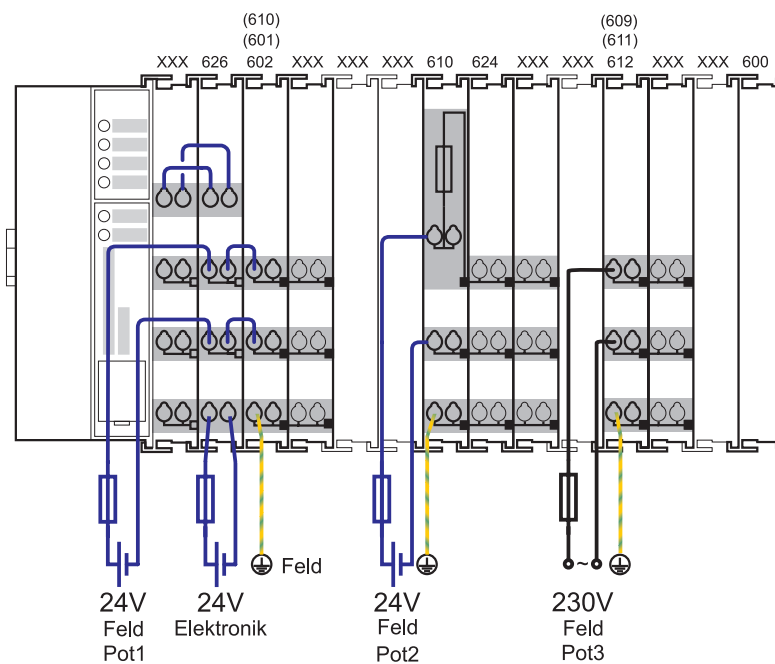 (610)
(601)
(609)
(611)
XXX 626 602 XXX XXX XXX 610 624 XXX XXX 612 XXX XXX 600
Feld
~
24V
Feld
Pot1
24V
Elektronik
24V
Feld
Pot2
230V
Feld
Pot3